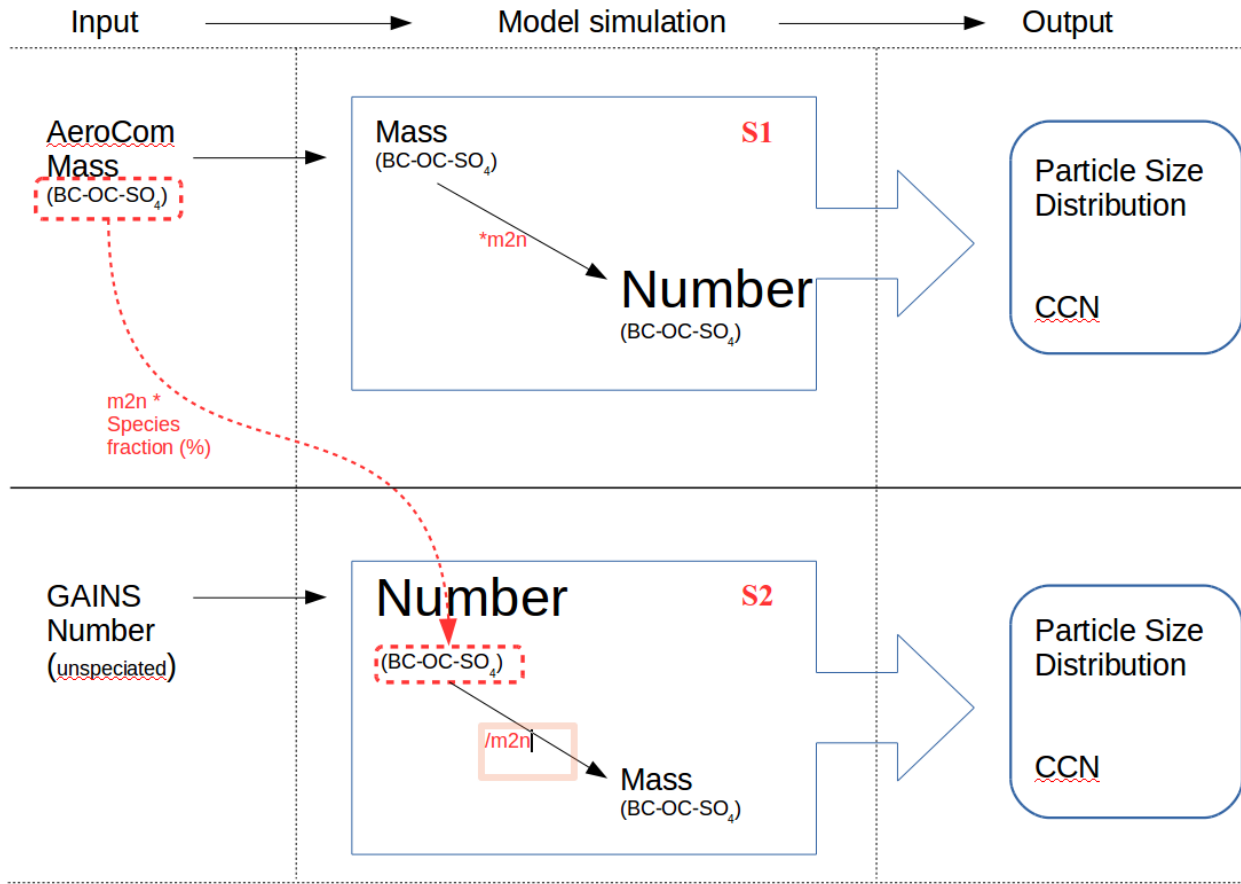 Input
Model simulation
Output
AeroCom
Mass
(BC-OC-SO₄)
Mass
(BC-OC-SO₄)
S1
*m2n
Number
(BC-OC-SO₄)
Particle Size
Distribution
CCN
m2n *
Species
fraction (%)
GAINS
Number
(unspeciated)
Number
(BC-OC-SO₄)
S2
/m2n
Mass
(BC-OC-SO₄)
Particle Size
Distribution
CCN